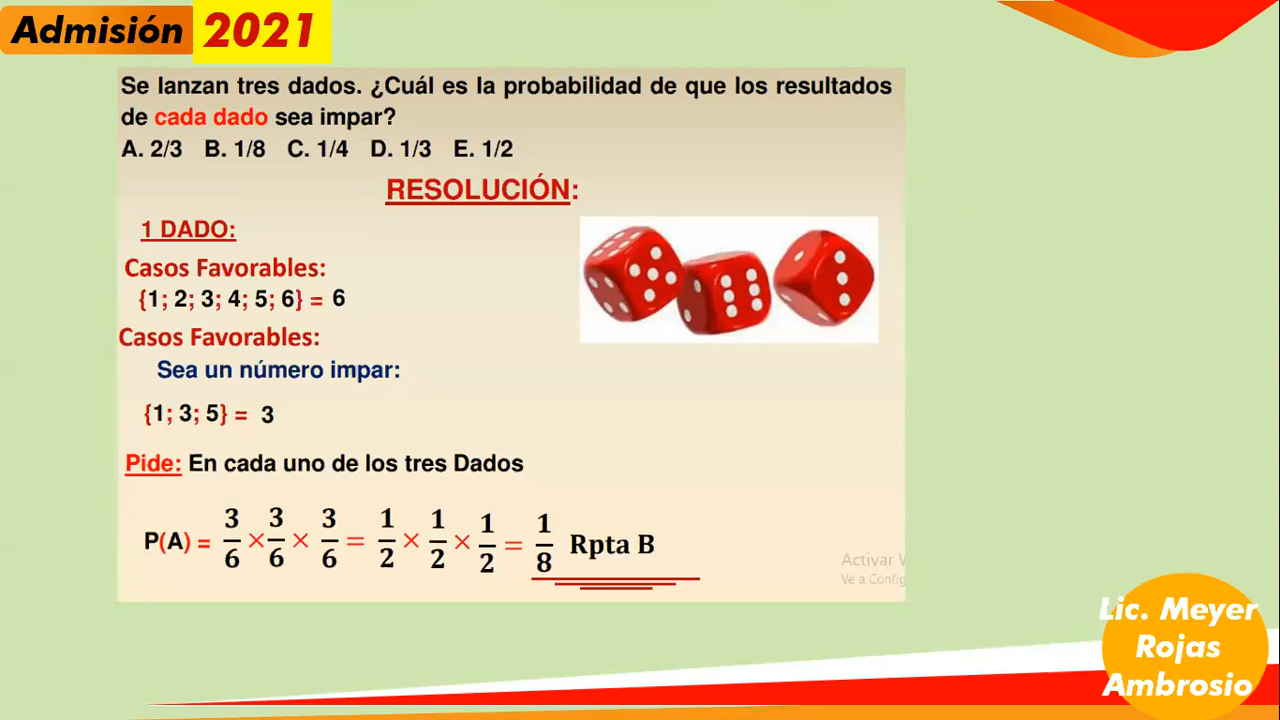 Admisión 2021
Se lanzan tres dados. ¿Cuál es la probabilidad de que los resultados
de cada dado sea impar?
A. 2/3 B. 1/8 C. 1/4 D. 1/3 E. 1/2
RESOLUCIÓN:
1 DADO:
Casos Favorables:
{1; 2; 3; 4; 5; 6} = 6
Casos Favorables:
Sea un número impar:
{1; 3; 5} = 3
Pide: En cada uno de los tres Dados
P(A) = 3/6 × 3/6 × 3/6 = 1/2 × 1/2 × 1/2 = 1/8 Rpta B
Activar
Ve a
Lic. Meyer
Rojas
Ambrosio